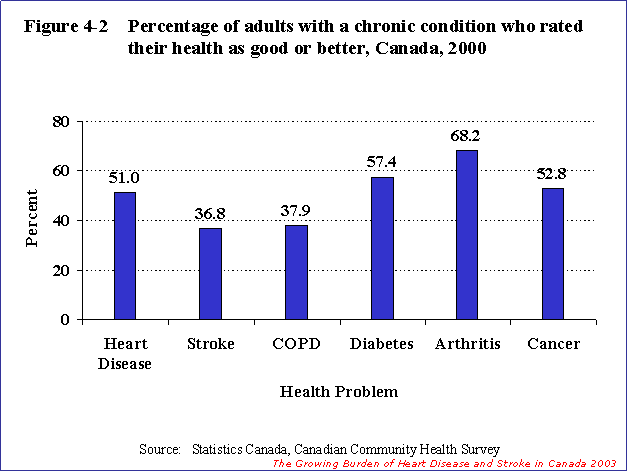 Figure 4-2 Percentage of adults with a chronic condition who rated
their health as good or better, Canada, 2000
80
60
40
20
0
Percent
51.0
36.8
37.9
57.4
68.2
52.8
Heart Disease
Stroke
COPD
Diabetes
Arthritis
Cancer
Health Problem
Source: Statistics Canada, Canadian Community Health Survey
The Growing Burden of Heart Disease and Stroke in Canada 2003